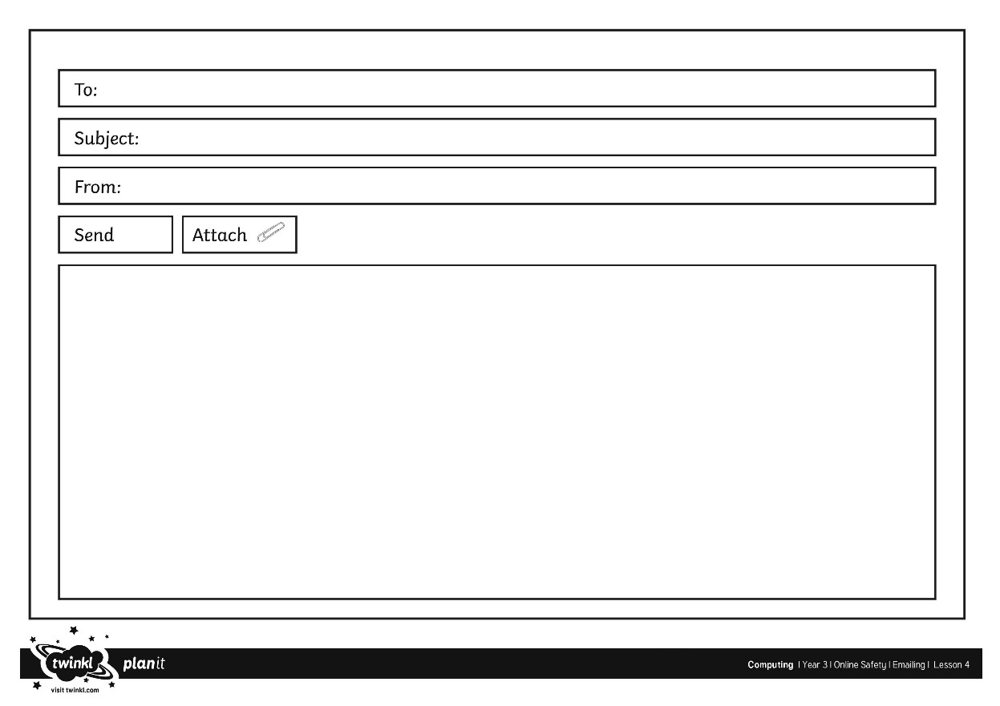 To:
Subject:
From:
Send
Attach
twinkl planit
visit twinkl.com
Computing | Year 3 | Online Safety | Emailing | Lesson 4